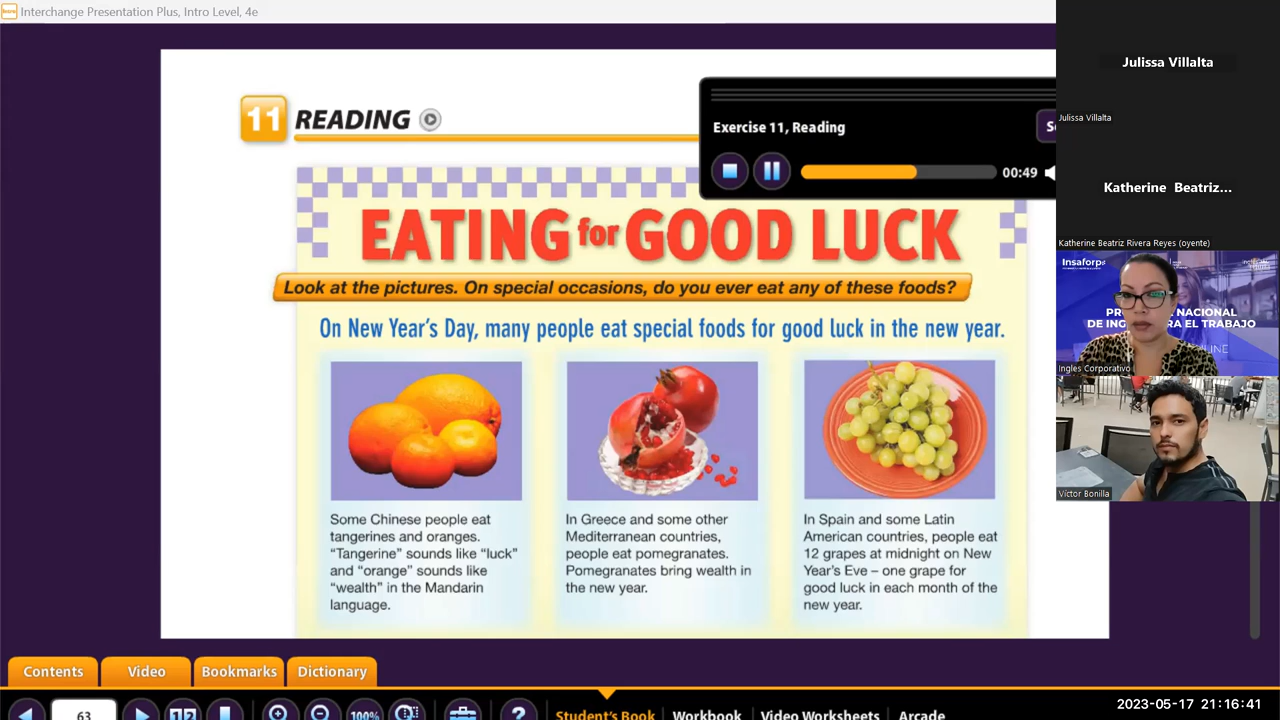 Interchange Presentation Plus, Intro Level, 4e
11 READING
Exercise 11, Reading
00:49
EATING for GOOD LUCK
Look at the pictures. On special occasions, do you ever eat any of these foods?
On New Year's Day, many people eat special foods for good luck in the new year.
Some Chinese people eat
tangerines and oranges.
“Tangerine” sounds like “luck”
and “orange” sounds like
“wealth” in the Mandarin
language.
In Greece and some other
Mediterranean countries,
people eat pomegranates.
Pomegranates bring wealth in
the new year.
In Spain and some Latin
American countries, people eat
12 grapes at midnight on New
Year's Eve – one grape for
good luck in each month of the
new year.
Contents
Video
Bookmarks
Dictionary
63
100%
Student's Book
Workbook
Video Worksheets
Arcade
Julissa Villalta
Julissa Villalta
Katherine Beatriz...
Katherine Beatriz Rivera Reyes (oyente)
Insaforp
NACIONAL
DE ING
RA EL TRABAJO
Ingles Corporativo
Víctor Bonilla
2023-05-17 21:16:41